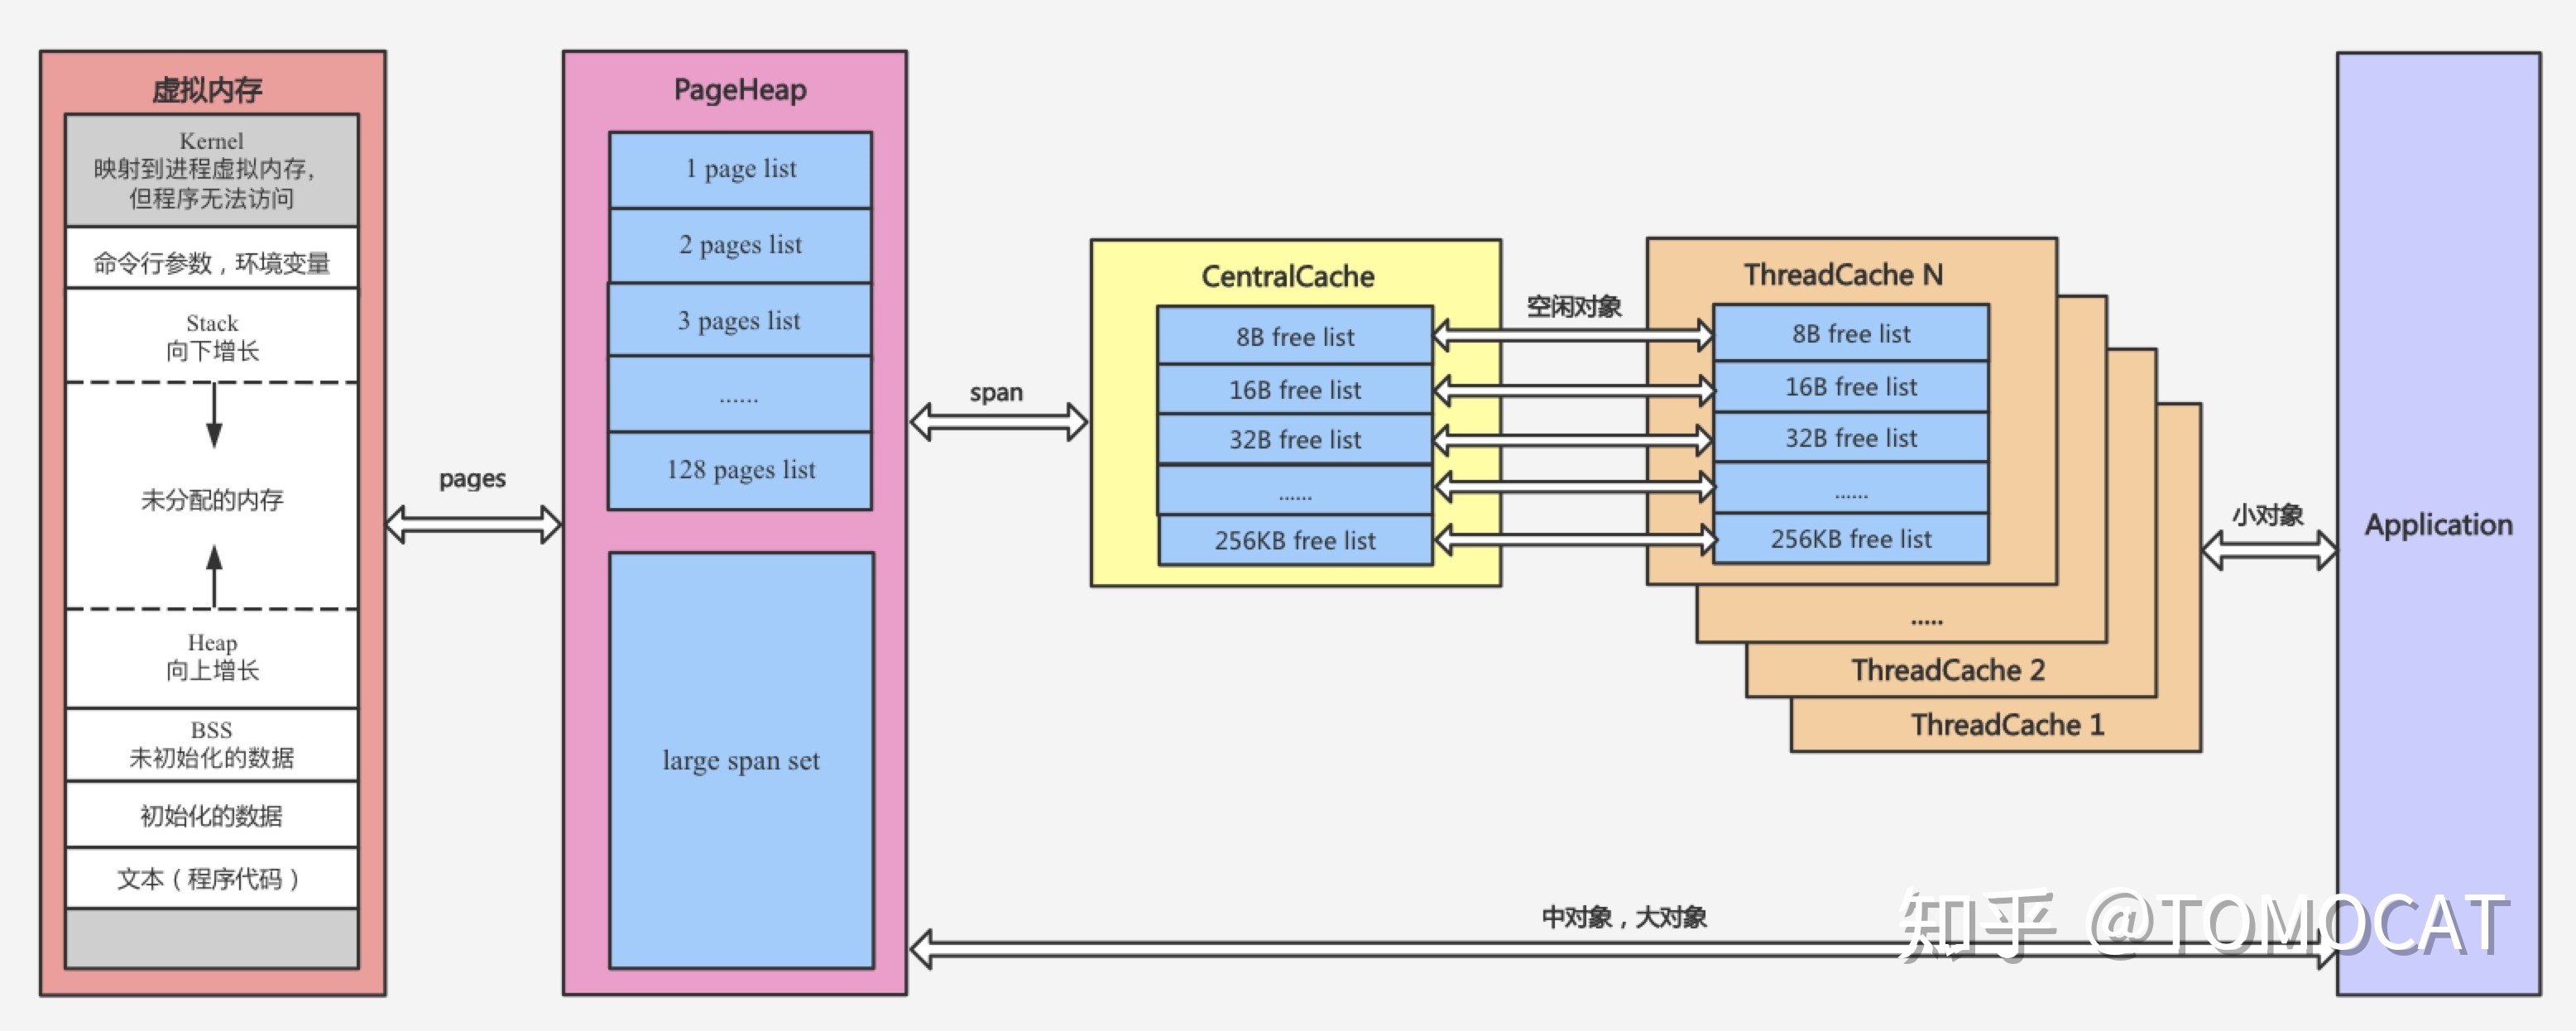 虚拟内存
Kernel
映射到进程虚拟内存，
但程序无法访问
命令行参数，环境变量
Stack
向下增长
未分配的内存
Heap
向上增长
BSS
未初始化的数据
初始化的数据
文本（程序代码）
pages
PageHeap
1 page list
2 pages list
3 pages list
......
128 pages list
large span set
span
CentralCache
8B free list
16B free list
32B free list
......
256KB free list
空闲对象
ThreadCache N
8B free list
16B free list
32B free list
......
256KB free list
.....
ThreadCache 2
ThreadCache 1
小对象
Application
中对象，大对象
知乎 @TOMOCAT